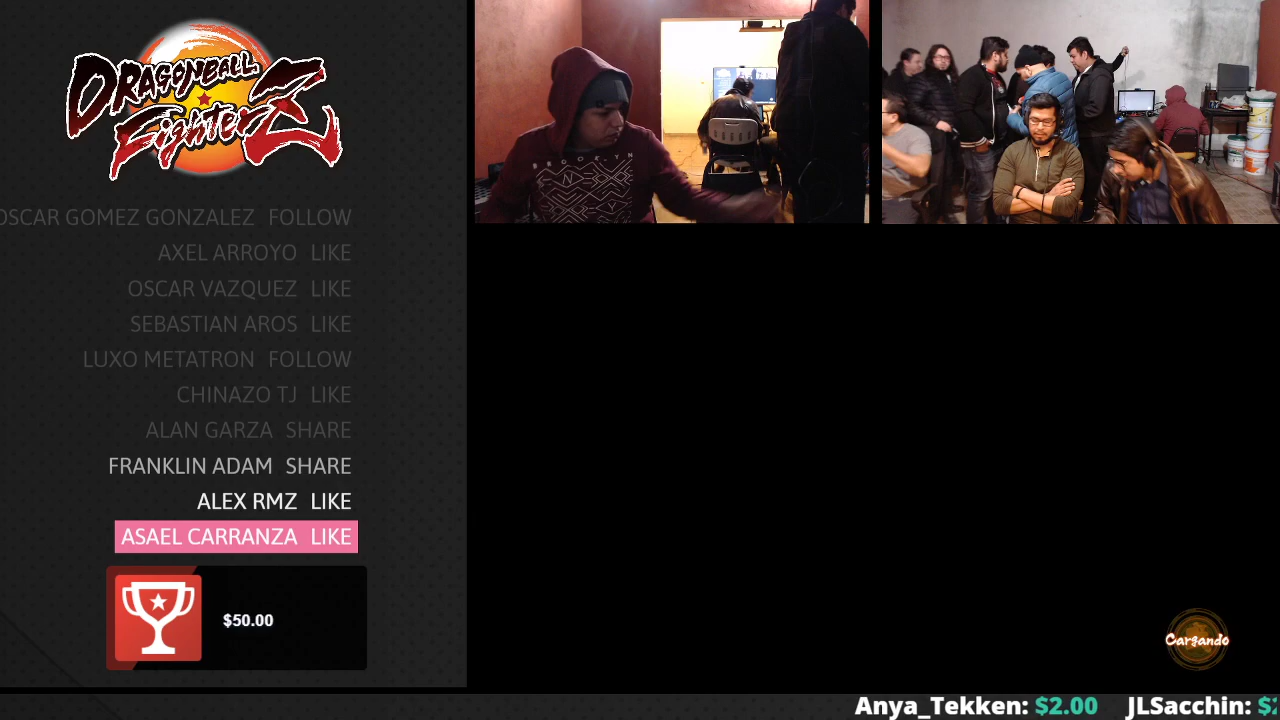 DRAGONBALL
FighterZ
OSCAR GOMEZ GONZALEZ FOLLOW
AXEL ARROYO LIKE
OSCAR VAZQUEZ LIKE
SEBASTIAN AROS LIKE
LUXO METATRON FOLLOW
CHINAZO TJ LIKE
ALAN GARZA SHARE
FRANKLIN ADAM SHARE
ALEX RMZ LIKE
ASAEL CARRANZA LIKE
$50.00
BROOKLYN
Cargando
Anya_Tekken: $2.00 JLSacchin: